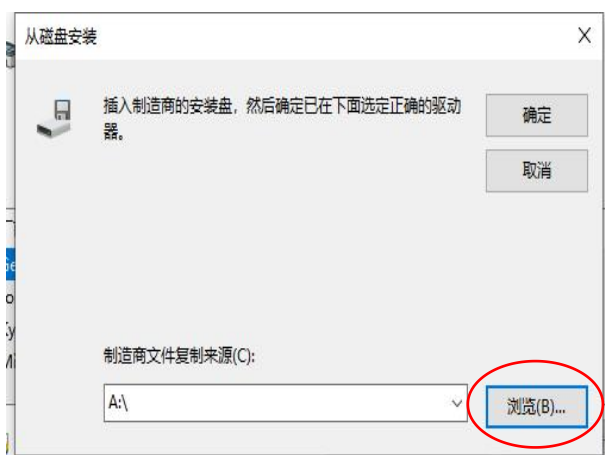 从磁盘安装
插入制造商的安装盘，然后确定已在下面选定正确的驱动
器。
确定
取消
制造商文件复制来源(C):
A:\
浏览(B)...